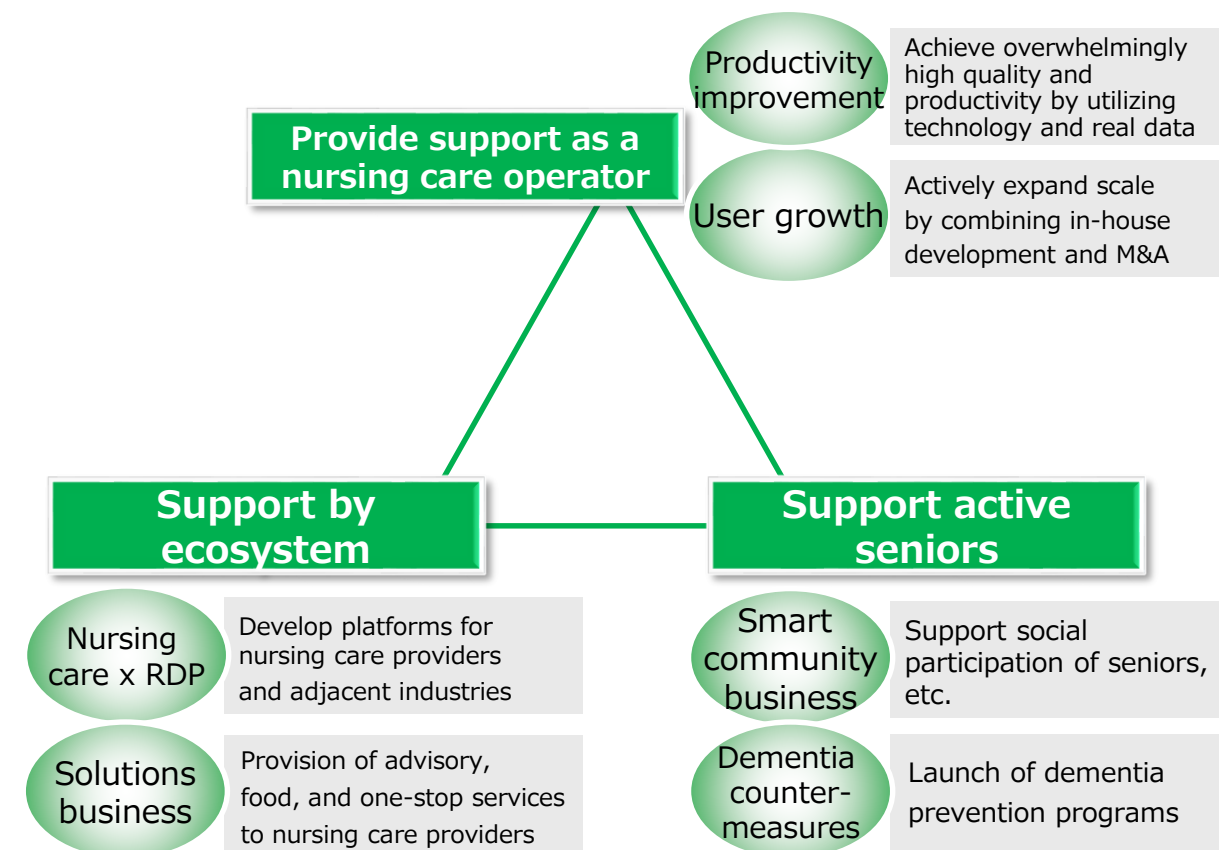 Provide support as a
nursing care operator
Productivity
improvement
Achieve overwhelmingly
high quality and
productivity by utilizing
technology and real data
User growth
Actively expand scale
by combining in-house
development and M&A
Support by
ecosystem
Nursing
care x RDP
Develop platforms for
nursing care providers
and adjacent industries
Solutions
business
Provision of advisory,
food, and one-stop services
to nursing care providers
Support active
seniors
Smart
community
business
Support social
participation of seniors,
etc.
Dementia
counter-
measures
Launch of dementia
prevention programs